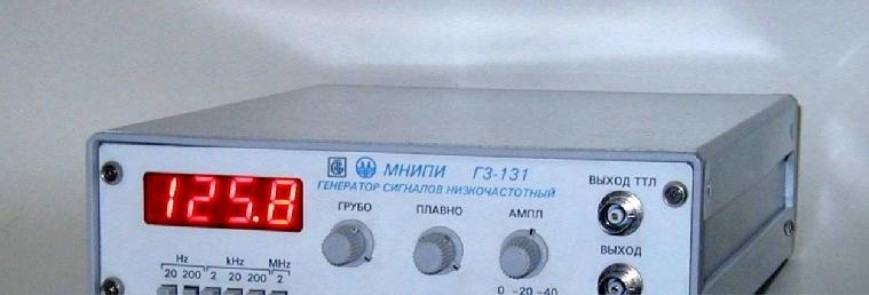 МНИПИ Г3-131
ГЕНЕРАТОР СИГНАЛОВ НИЗКОЧАСТОТНЫЙ
125.8
ГРУБО ПЛАВНО АМПЛ
ВЫХОД ТТЛ
ВЫХОД
Hz kHz MHz
20 200 2 20 200 2
0 -20 -40